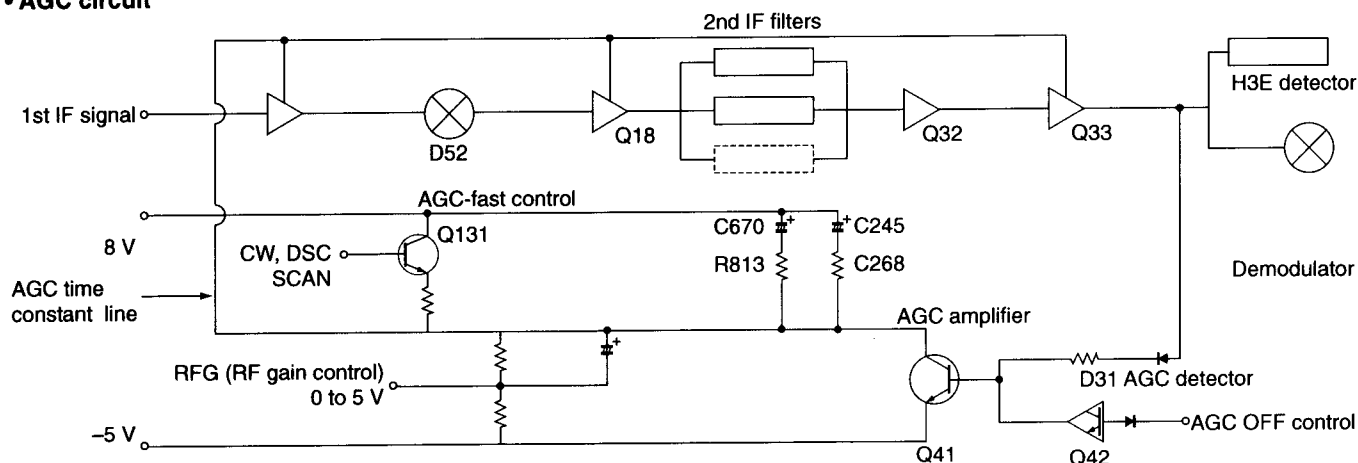 • AGC circuit
2nd IF filters
1st IF signal
D52
Q18
Q32
Q33
H3E detector
AGC-fast control
8 V
Q131
CW, DSC
SCAN
C670
C245
R813
C268
Demodulator
AGC time
constant line
AGC amplifier
RFG (RF gain control)
0 to 5 V
D31 AGC detector
–5 V
AGC OFF control
Q41
Q42